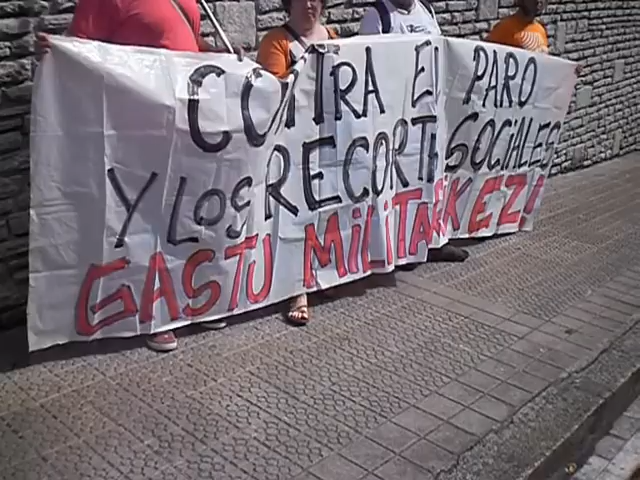 CONTRA EL PARO
Y LOS RECORTES SOCIALES
GASTU MILITARRIK EZ!